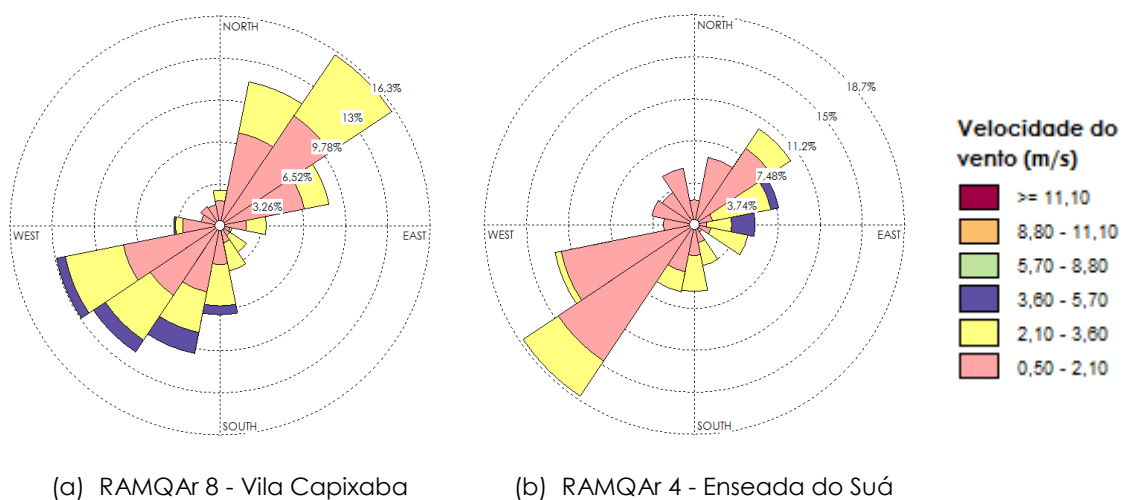 NORTH
16,3%
13%
9,78%
6,52%
3,26%
WEST
EAST
SOUTH
NORTH
18,7%
15%
11,2%
7,48%
3,74%
WEST
EAST
SOUTH
Velocidade do
vento (m/s)
>= 11,10
8,80 - 11,10
5,70 - 8,80
3,60 - 5,70
2,10 - 3,60
0,50 - 2,10
(a) RAMQAr 8 - Vila Capixaba
(b) RAMQAr 4 - Enseada do Suá